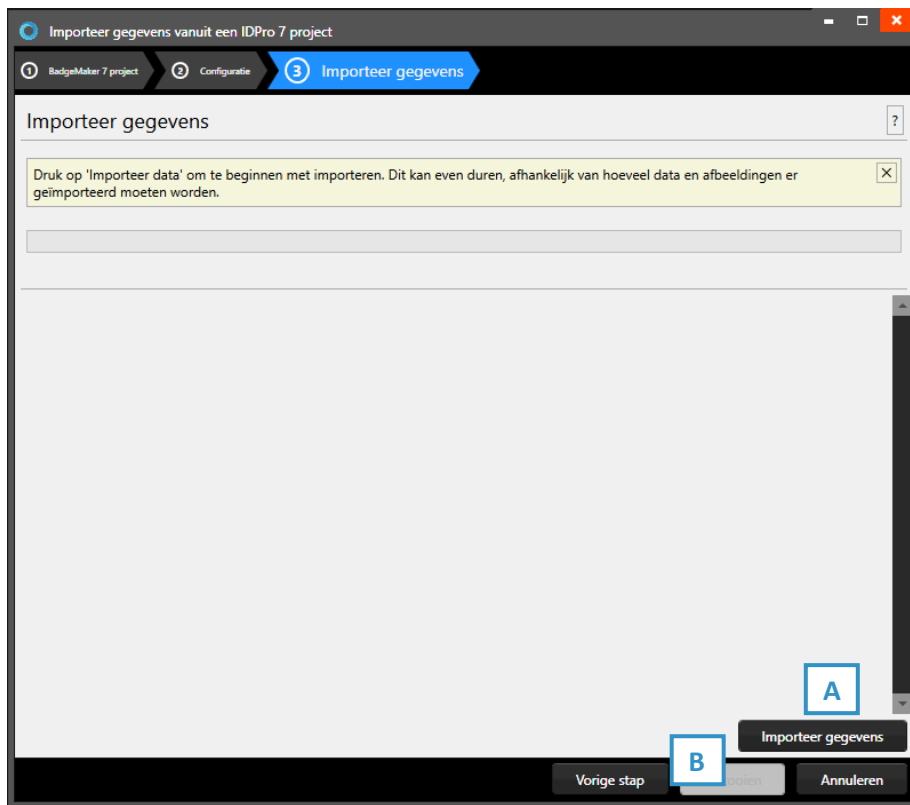 Importeer gegevens vanuit een IDPro 7 project
1 BadgeMaker 7 project 2 Configuratie 3 Importeer gegevens
Importeer gegevens
?
Druk op 'Importeer data' om te beginnen met importeren. Dit kan even duren, afhankelijk van hoeveel data en afbeeldingen er
geïmporteerd moeten worden.
A
Importeer gegevens
B
Vorige stap Annuleren